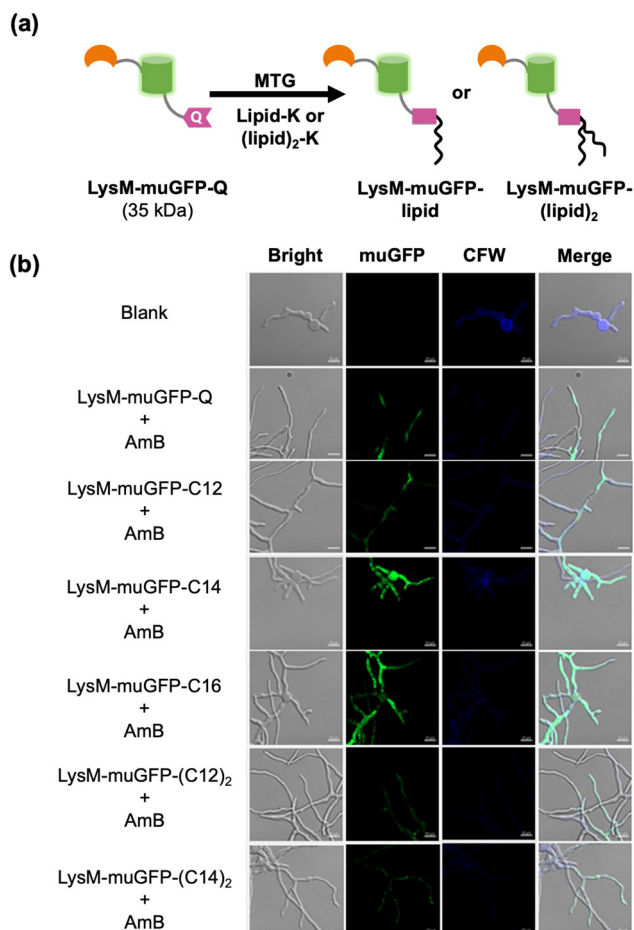 (a)
MTG
Q
Lipid-K or
(lipid)₂-K
or
LysM-muGFP-Q
(35 kDa)
LysM-muGFP-
lipid
LysM-muGFP-
(lipid)₂
(b)
Bright muGFP CFW Merge
Blank
LysM-muGFP-Q
+
AmB
LysM-muGFP-C12
+
AmB
LysM-muGFP-C14
+
AmB
LysM-muGFP-C16
+
AmB
LysM-muGFP-(C12)₂
+
AmB
LysM-muGFP-(C14)₂
+
AmB